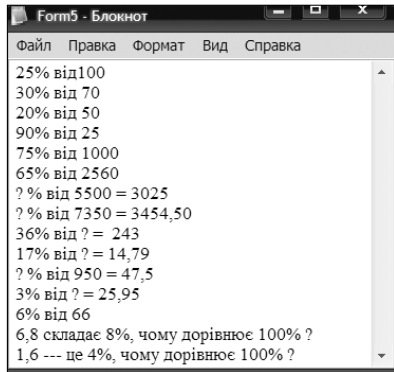 Form5 - Блокнот
Файл Правка Формат Вид Справка
25% від100
30% від 70
20% від 50
90% від 25
75% від 1000
65% від 2560
? % від 5500 = 3025
? % від 7350 = 3454,50
36% від ? = 243
17% від ? = 14,79
? % від 950 = 47,5
3% від ? = 25,95
6% від 66
6,8 складає 8%, чому дорівнює 100% ?
1,6 --- це 4%, чому дорівнює 100% ?